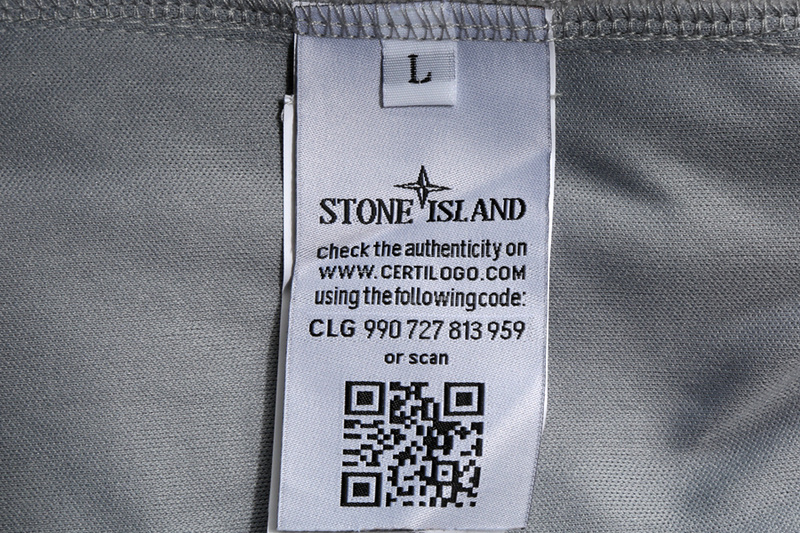 L
STONE ISLAND
check the authenticity on
WWW.CERTILOGO.COM
using the following code:
CLG 990 727 813 959
or scan